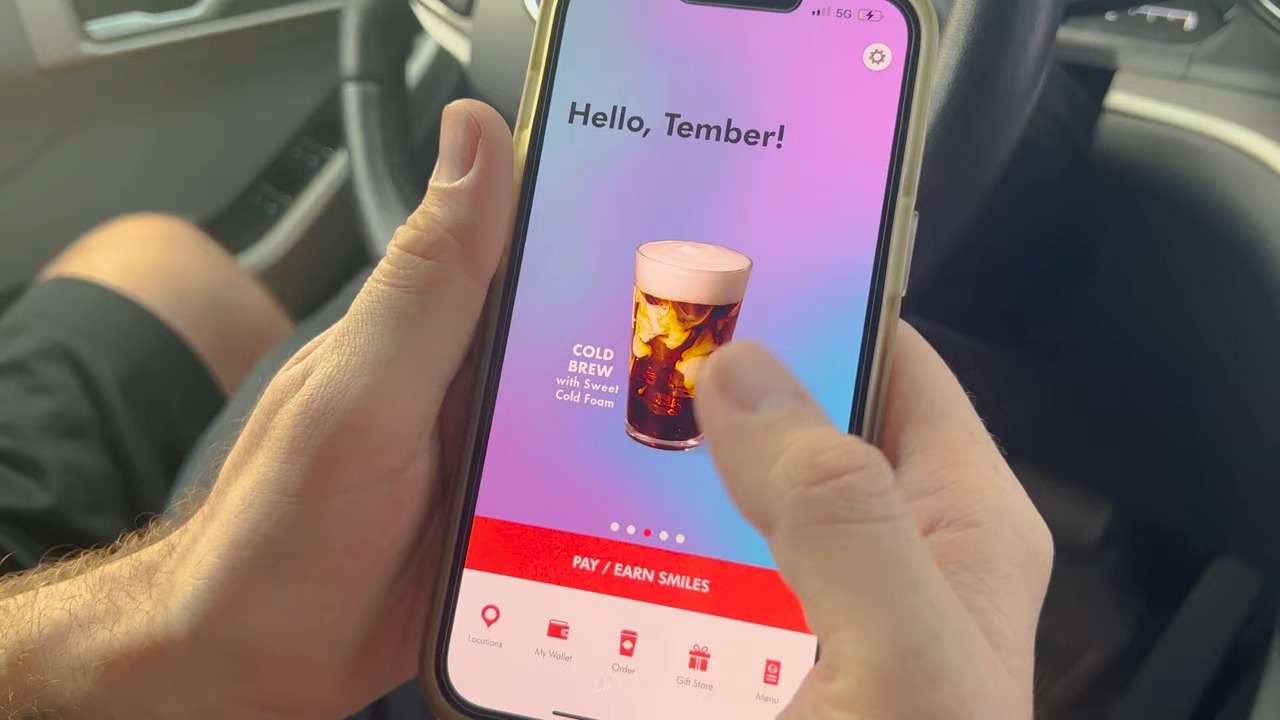 5G
Hello, Tember!
COLD
BREW
with Sweet
Cold Foam
PAY / EARN SMILES
Locations
My Wallet
Order
Gift Store
Menu